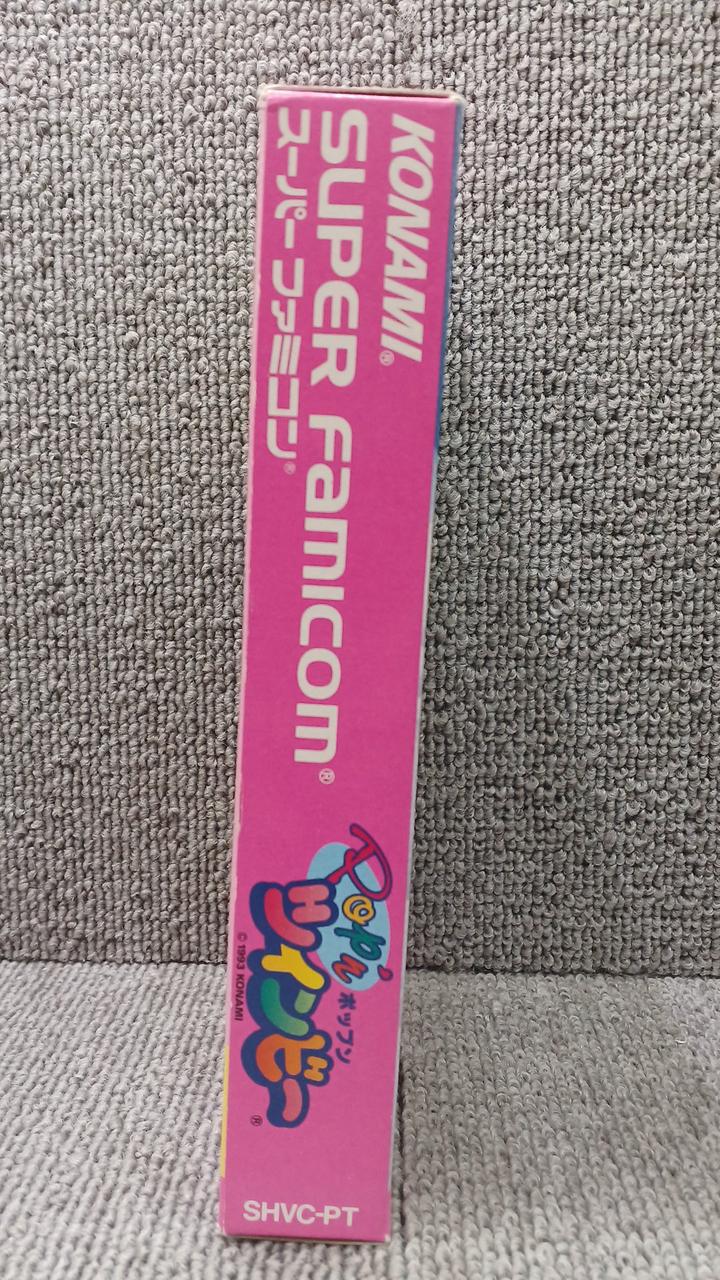 KONAMI®
SUPER Famicom®
スーパーファミコン®
Pop'n
ポップン
ツインビー®
© 1993 KONAMI
SHVC-PT